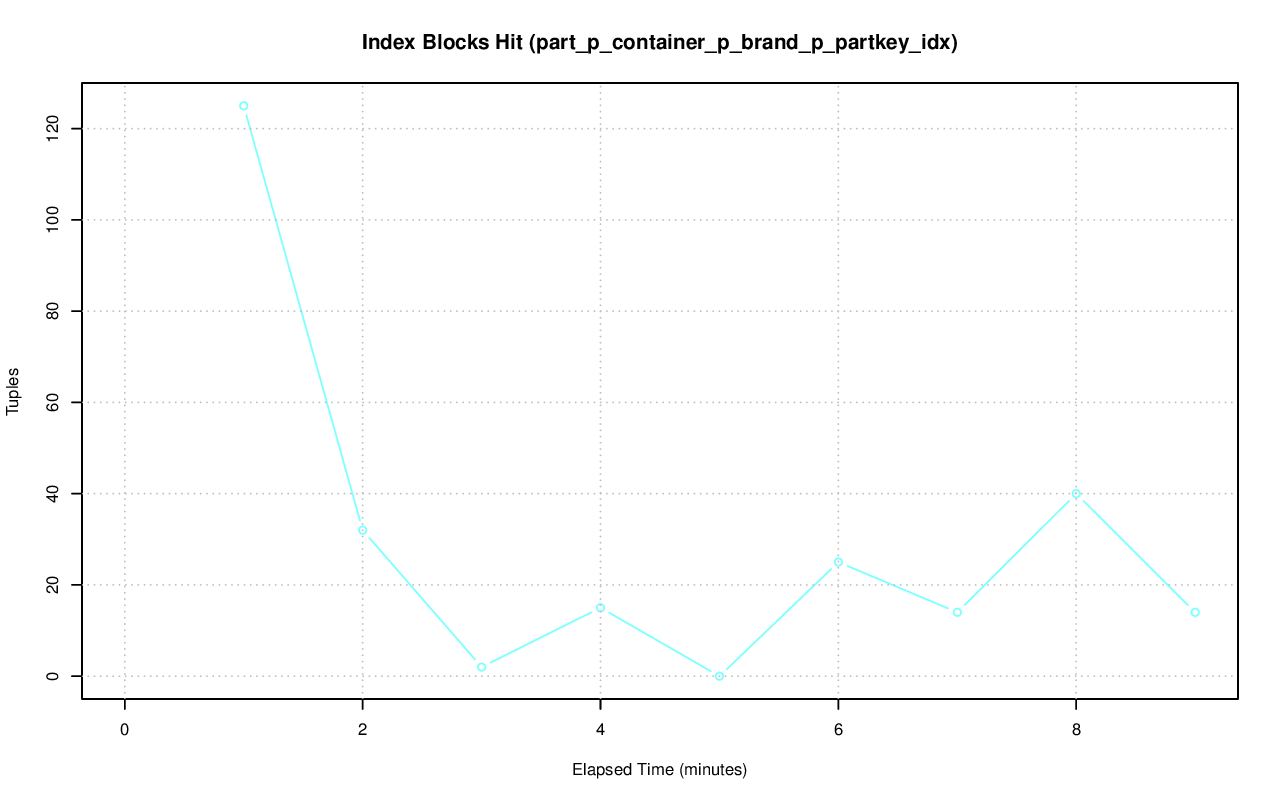 Index Blocks Hit (part_p_container_p_brand_p_partkey_idx)
120
100
80
60
40
20
0
Tuples
0 2 4 6 8
Elapsed Time (minutes)